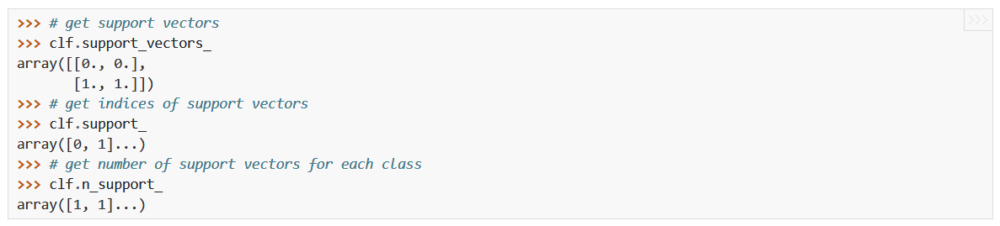 >>> # get support vectors
>>> clf.support_vectors_
array([[0., 0.],
       [1., 1.]])
>>> # get indices of support vectors
>>> clf.support_
array([0, 1]...)
>>> # get number of support vectors for each class
>>> clf.n_support_
array([1, 1]...)
>>>